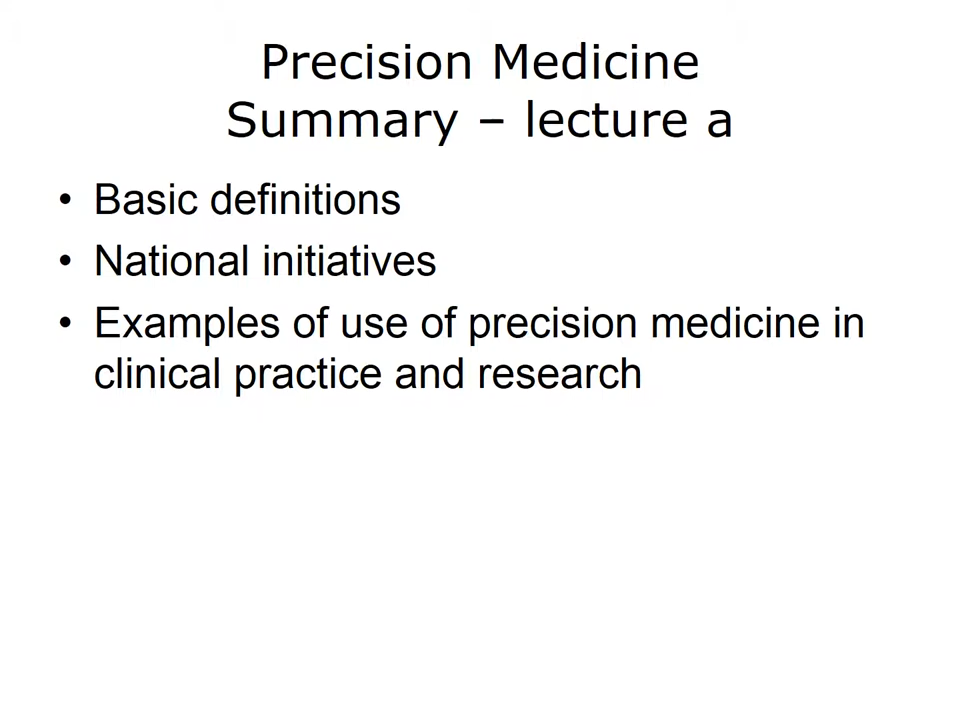 Precision Medicine
Summary – lecture a
• Basic definitions
• National initiatives
• Examples of use of precision medicine in
clinical practice and research